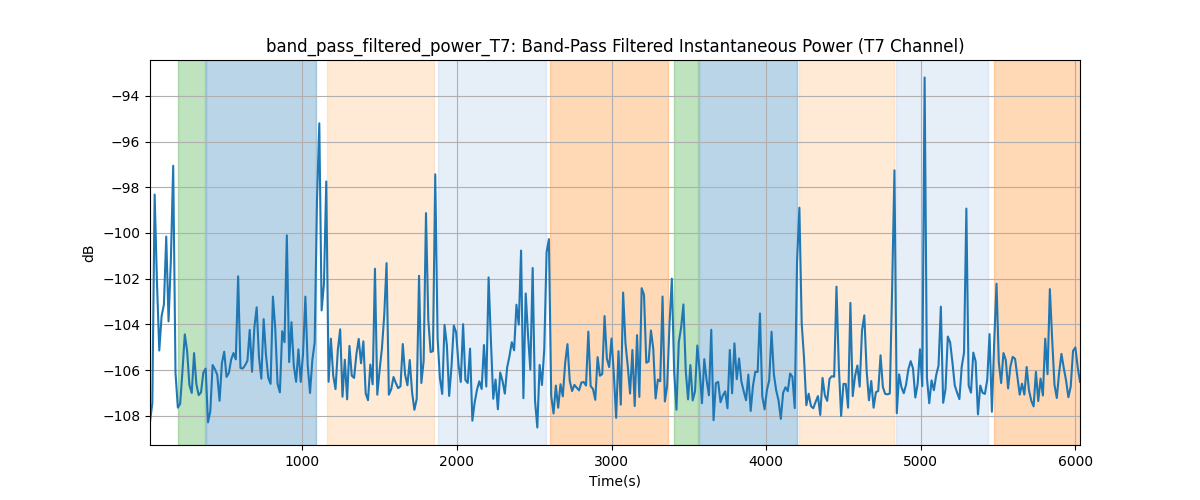 band_pass_filtered_power_T7: Band-Pass Filtered Instantaneous Power (T7 Channel)
−94
−96
−98
−100
−102
−104
−106
−108
dB
1000 2000 3000 4000 5000 6000
Time(s)